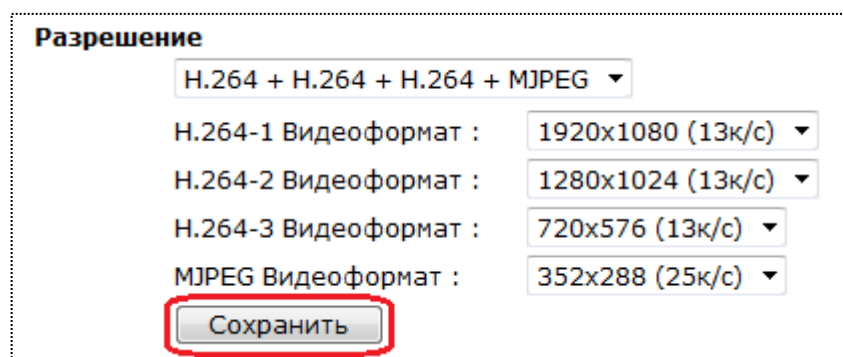 Разрешение
H.264 + H.264 + H.264 + MJPEG
H.264-1 Видеоформат : 1920x1080 (13к/с)
H.264-2 Видеоформат : 1280x1024 (13к/с)
H.264-3 Видеоформат : 720x576 (13к/с)
MJPEG Видеоформат : 352x288 (25к/с)
Сохранить